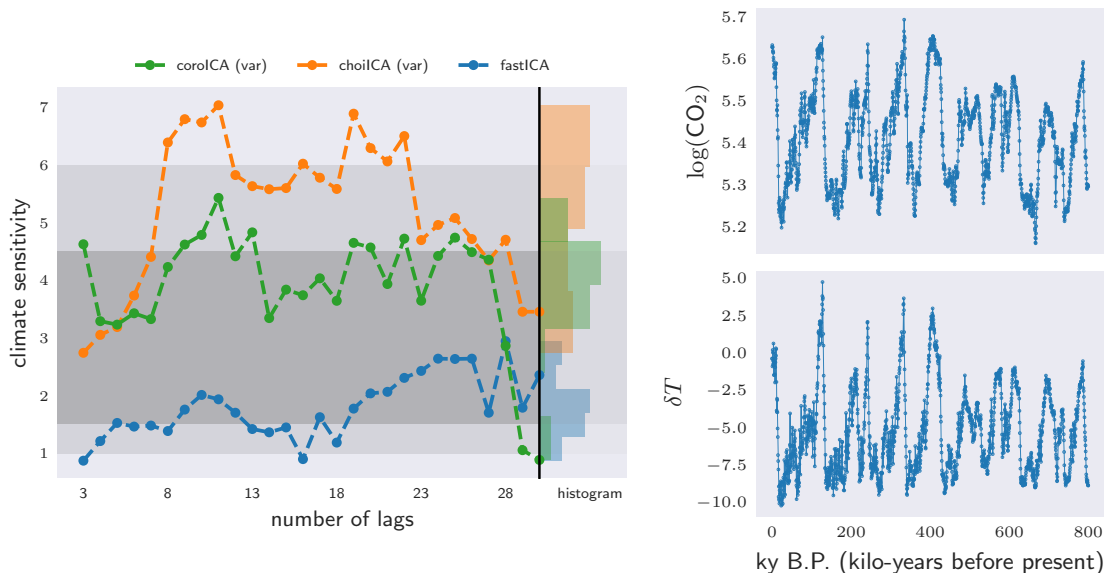 coroICA (var) choiICA (var) fastICA
climate sensitivity
7
6
5
4
3
2
1
3 8 13 18 23 28 histogram
number of lags
log(CO₂)
5.7
5.6
5.5
5.4
5.3
5.2
δT
5.0
2.5
0.0
−2.5
−5.0
−7.5
−10.0
0 200 400 600 800
ky B.P. (kilo-years before present)